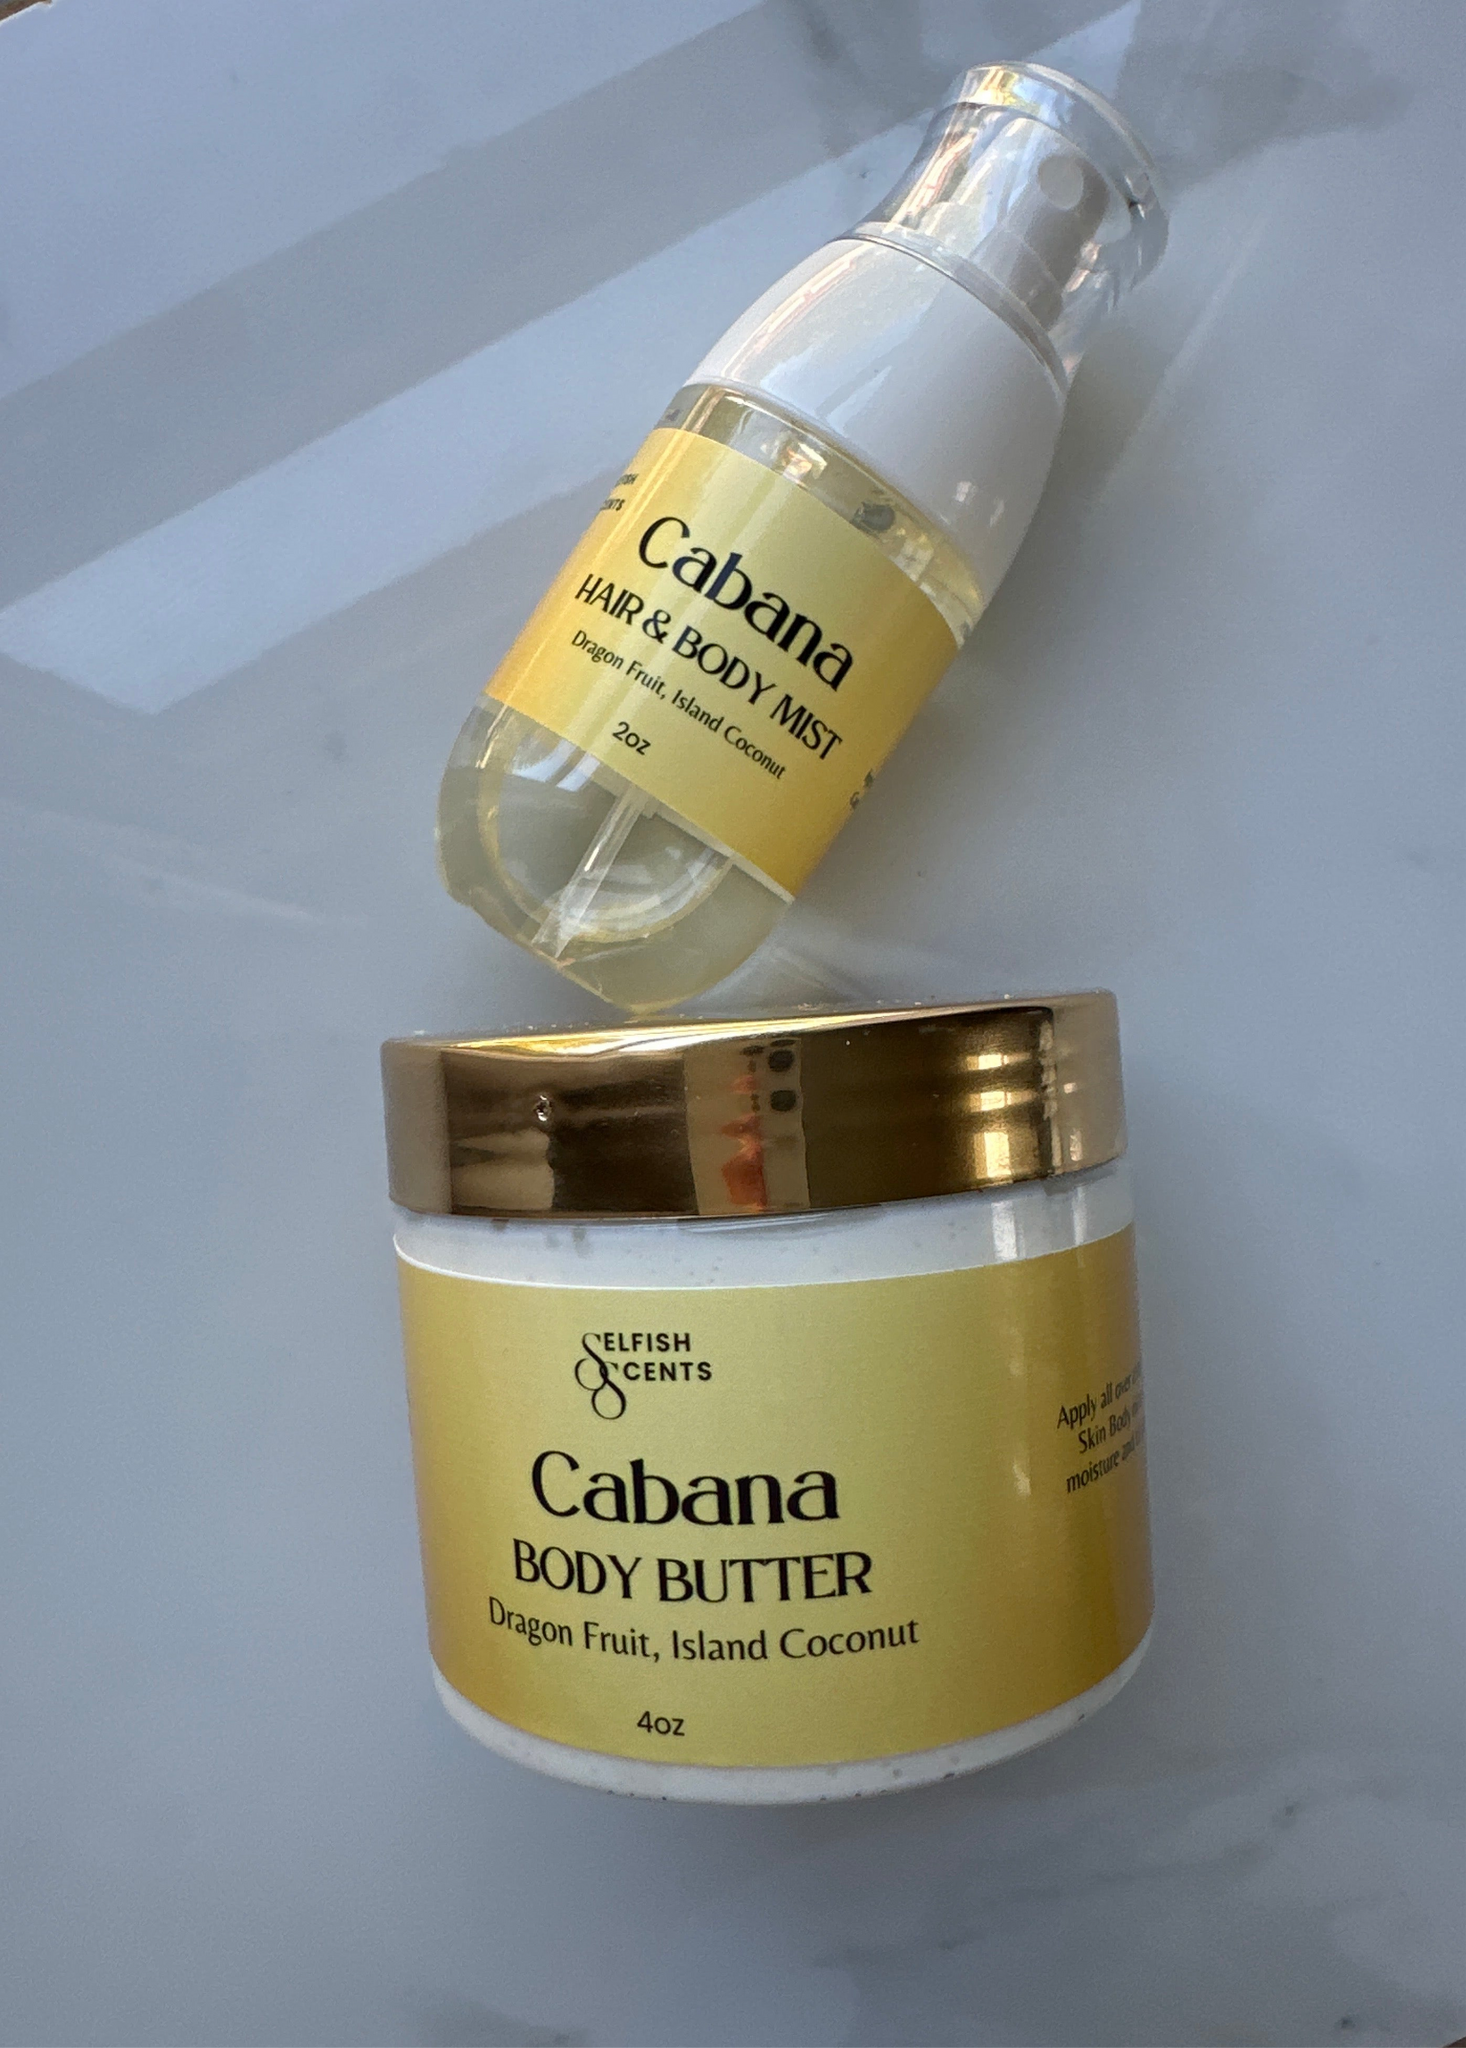 Cabana
HAIR & BODY MIST
Dragon Fruit, Island Coconut
2oz
SELFISH
SCENTS
Cabana
BODY BUTTER
Dragon Fruit, Island Coconut
4oz
Apply all over
Skin Body
moisture and